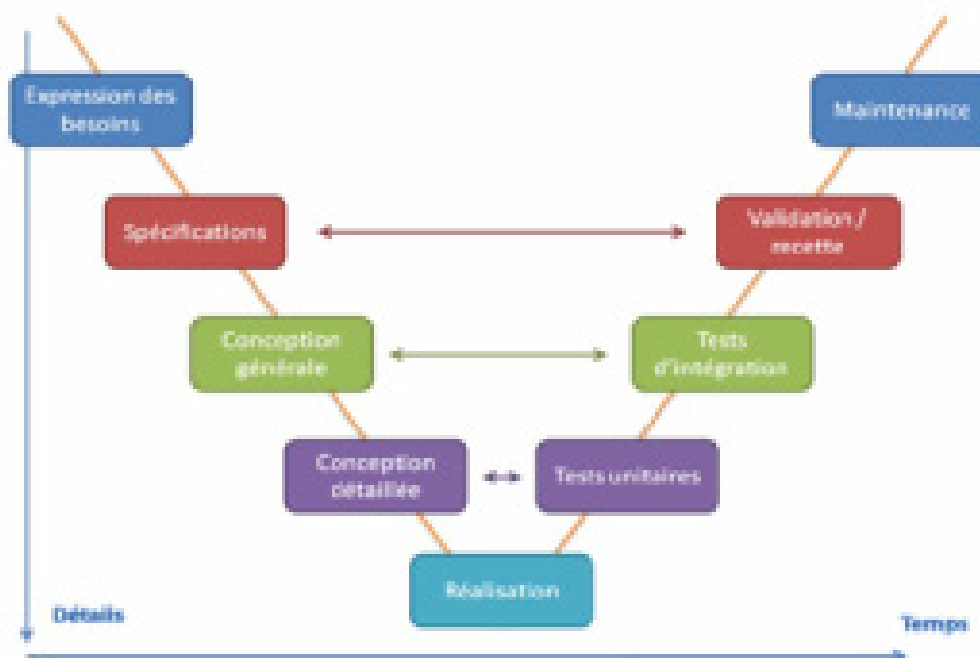 Expression des
besoins
Maintenance
Spécifications
Validation /
recette
Conception
générale
Tests
d'intégration
Conception
détaillée
Tests unitaires
Réalisation
Détails
Temps